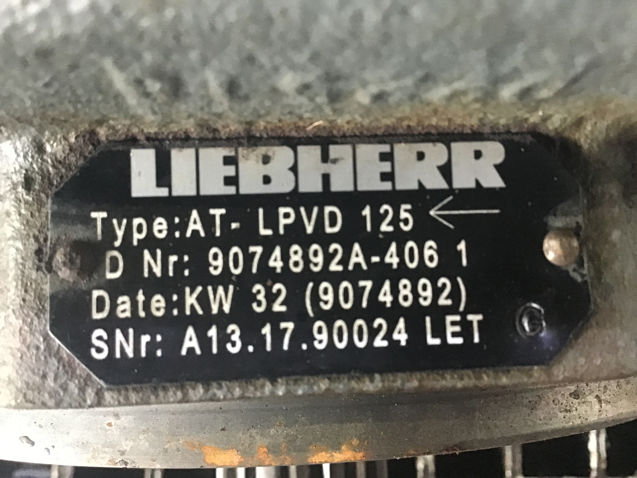 LIEBHERR
Type:AT- LPVD 125 ←
D Nr: 9074892A-406 1
Date:KW 32 (9074892)
SNr: A13.17.90024 LET